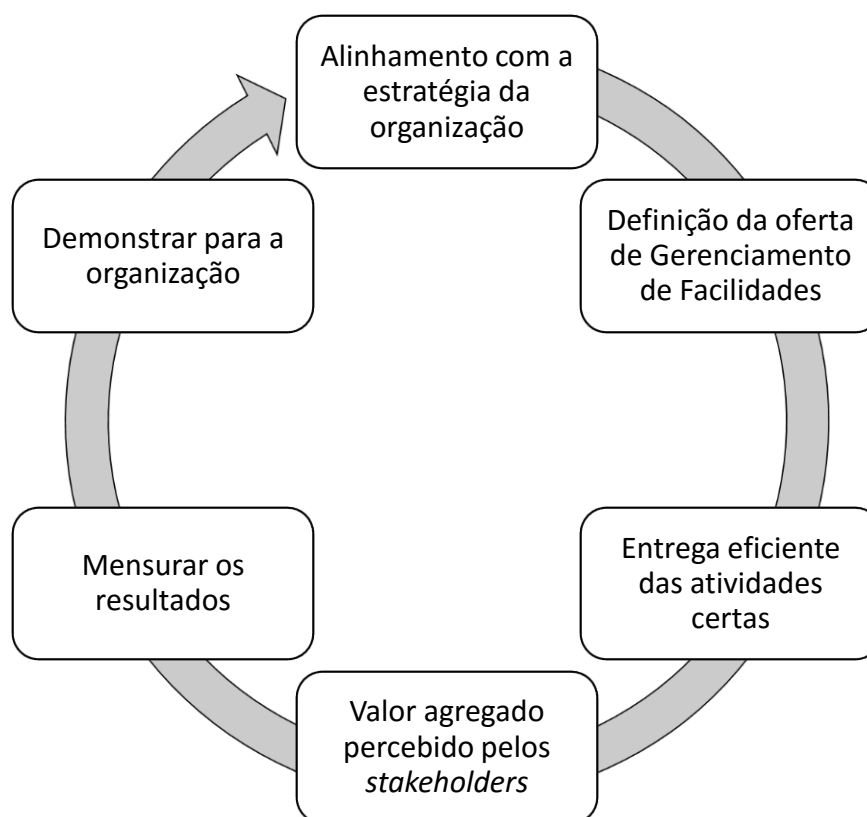 Alinhamento com a
estratégia da
organização
Definição da oferta
de Gerenciamento
de Facilidades
Entrega eficiente
das atividades
certas
Valor agregado
percebido pelos
stakeholders
Mensurar os
resultados
Demonstrar para a
organização